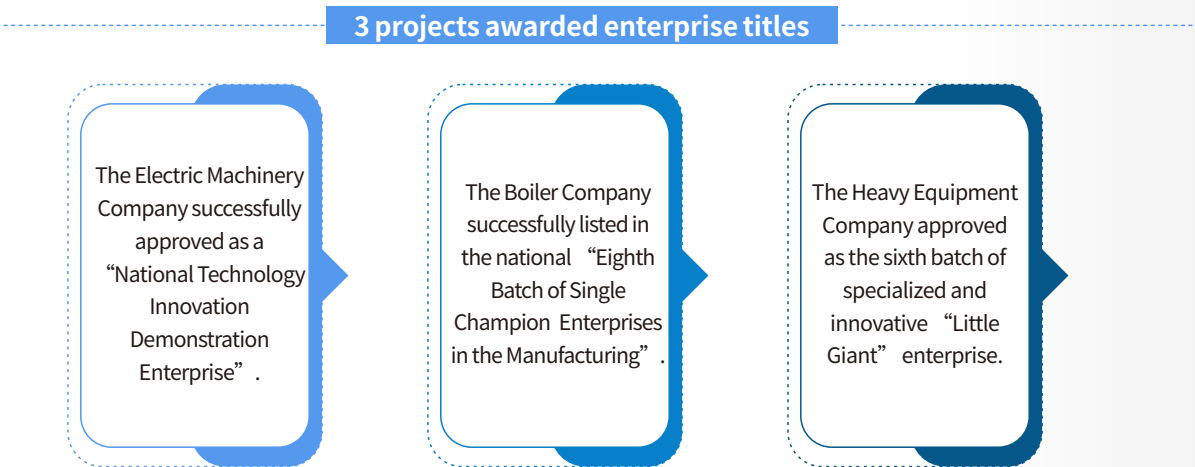 3 projects awarded enterprise titles
The Electric Machinery
Company successfully
approved as a
“National Technology
Innovation
Demonstration
Enterprise” .
The Boiler Company
successfully listed in
the national “Eighth
Batch of Single
Champion Enterprises
in the Manufacturing” .
The Heavy Equipment
Company approved
as the sixth batch of
specialized and
innovative “Little
Giant” enterprise.